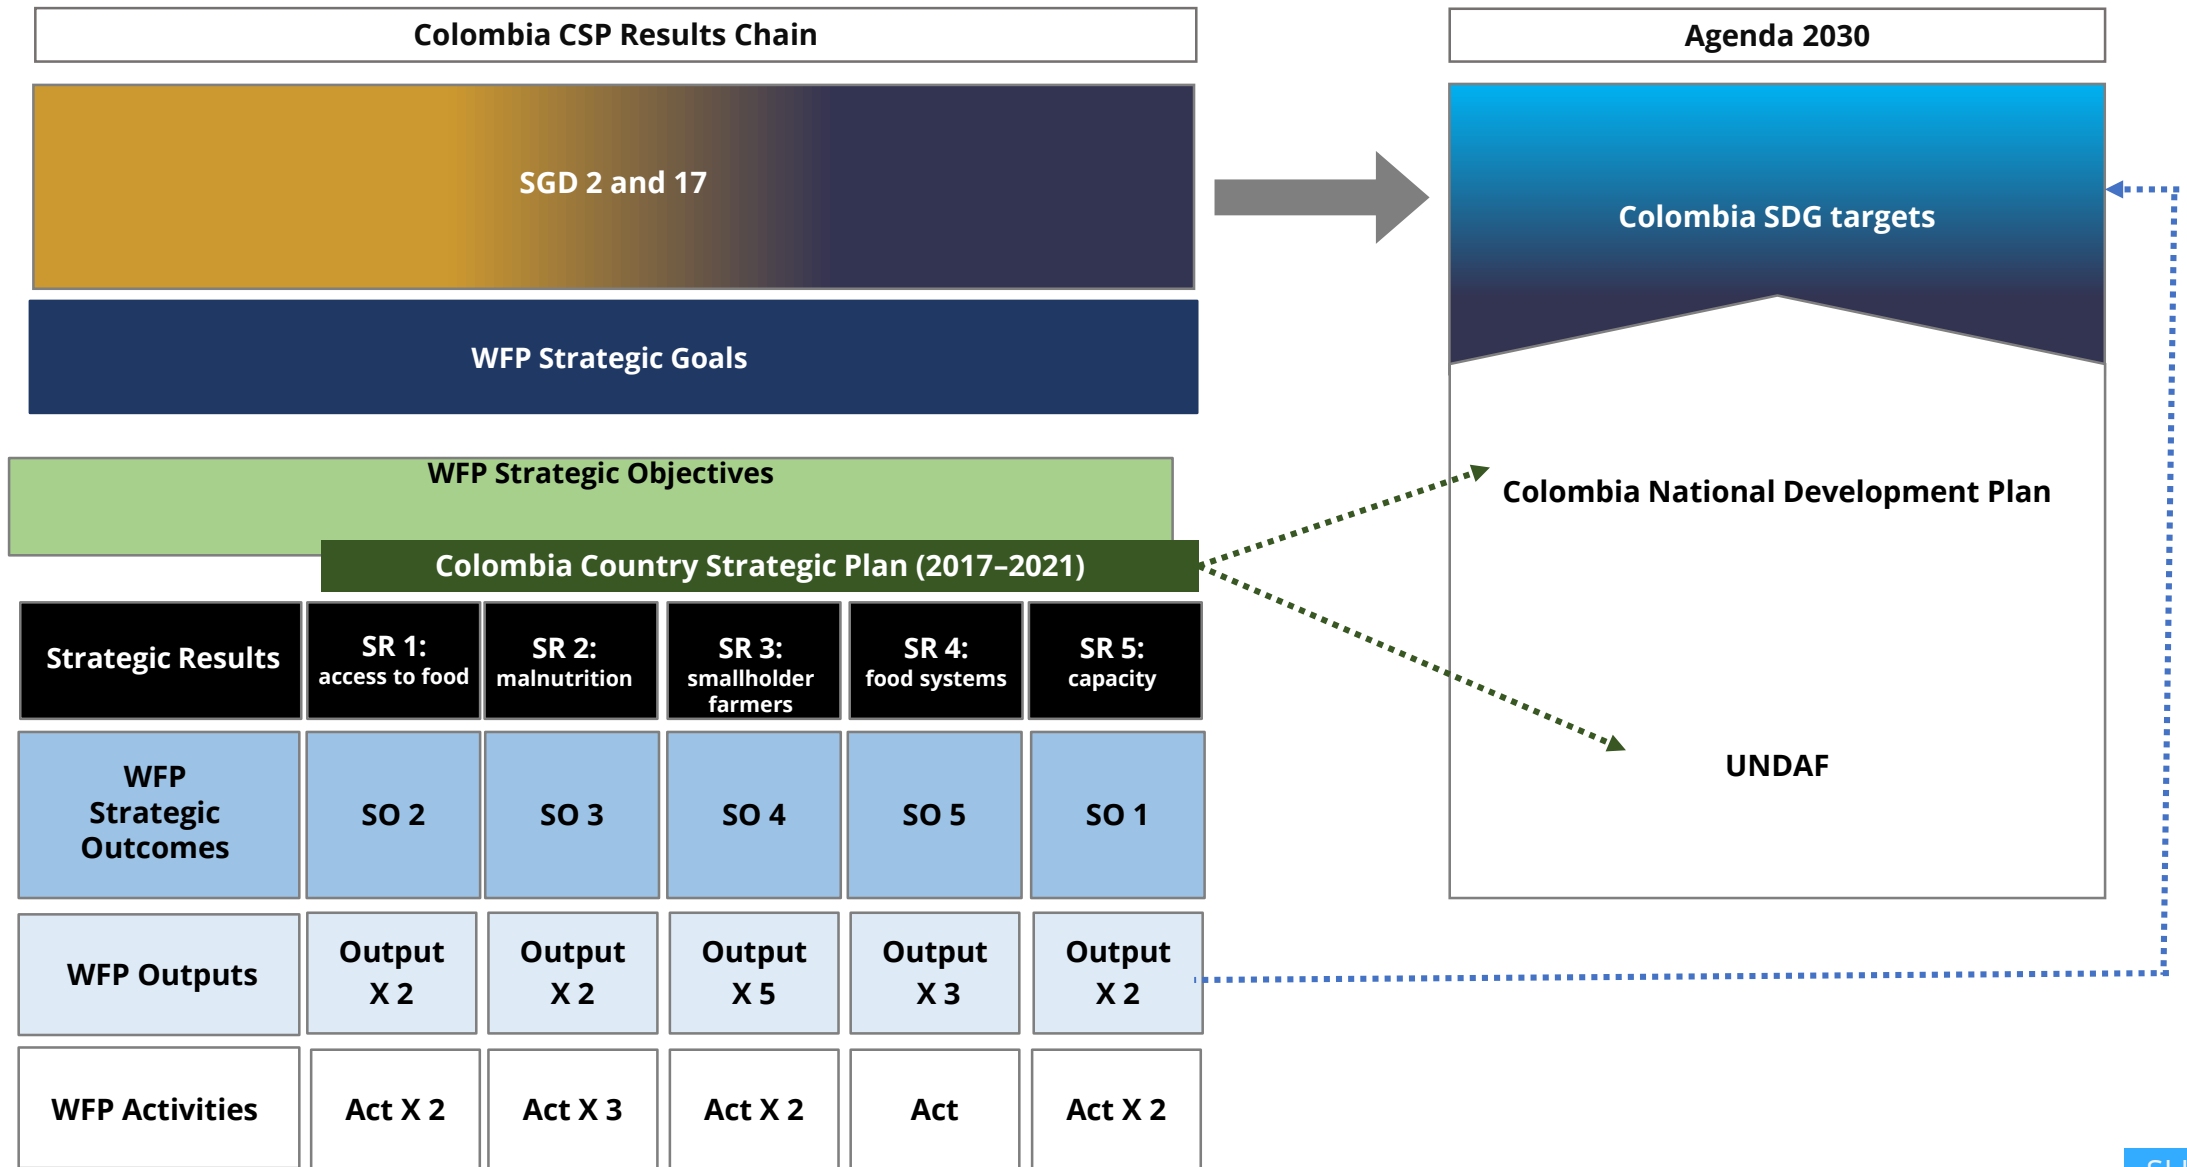 Colombia CSP Results Chain
Agenda 2030
SGD 2 and 17
Colombia SDG targets
WFP Strategic Goals
WFP Strategic Objectives
Colombia National Development Plan
Colombia Country Strategic Plan (2017–2021)
Strategic Results
SR 1:
access to food
SR 2:
malnutrition
SR 3:
smallholder
farmers
SR 4:
food systems
SR 5:
capacity
UNDAF
WFP
Strategic
Outcomes
SO 2
SO 3
SO 4
SO 5
SO 1
WFP Outputs
Output
X 2
Output
X 2
Output
X 5
Output
X 3
Output
X 2
WFP Activities
Act X 2
Act X 3
Act X 2
Act
Act X 2